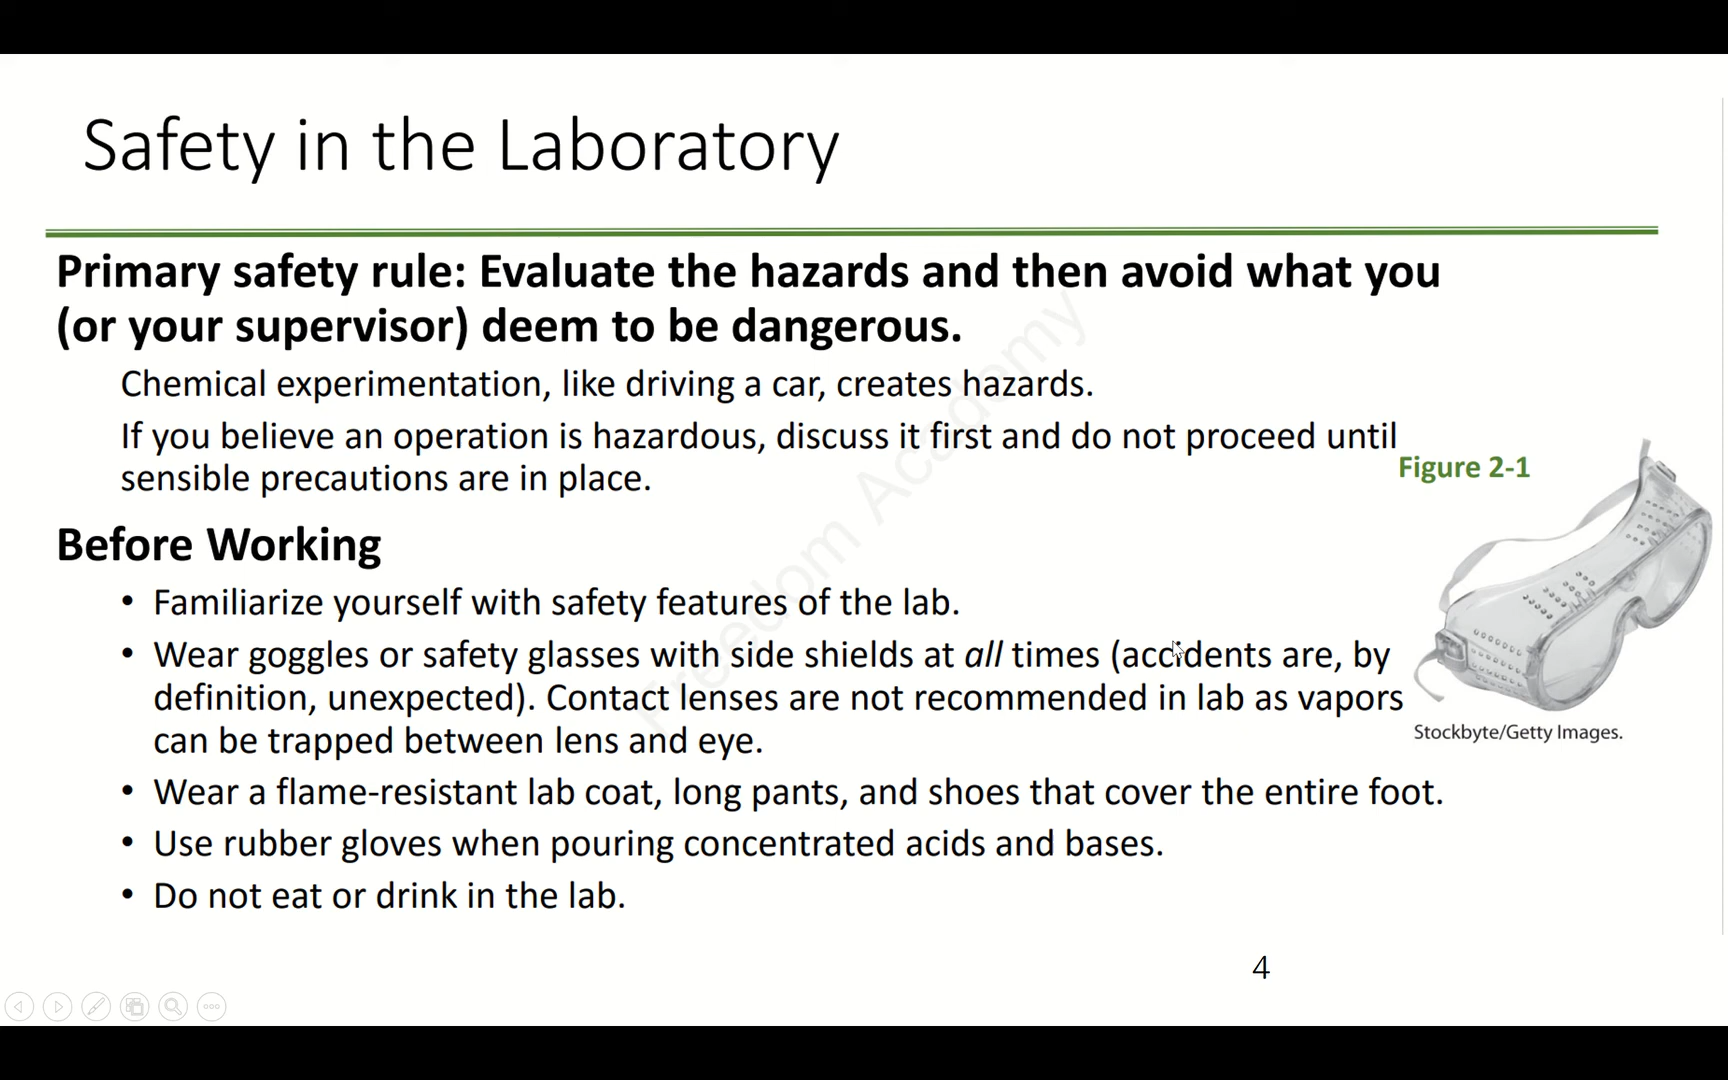 Safety in the Laboratory
Primary safety rule: Evaluate the hazards and then avoid what you
(or your supervisor) deem to be dangerous.
Chemical experimentation, like driving a car, creates hazards.
If you believe an operation is hazardous, discuss it first and do not proceed until
sensible precautions are in place.
Figure 2-1
Before Working
• Familiarize yourself with safety features of the lab.
• Wear goggles or safety glasses with side shields at all times (accidents are, by
definition, unexpected). Contact lenses are not recommended in lab as vapors
can be trapped between lens and eye.
Stockbyte/Getty Images.
• Wear a flame-resistant lab coat, long pants, and shoes that cover the entire foot.
• Use rubber gloves when pouring concentrated acids and bases.
• Do not eat or drink in the lab.
Freedom Academy
4